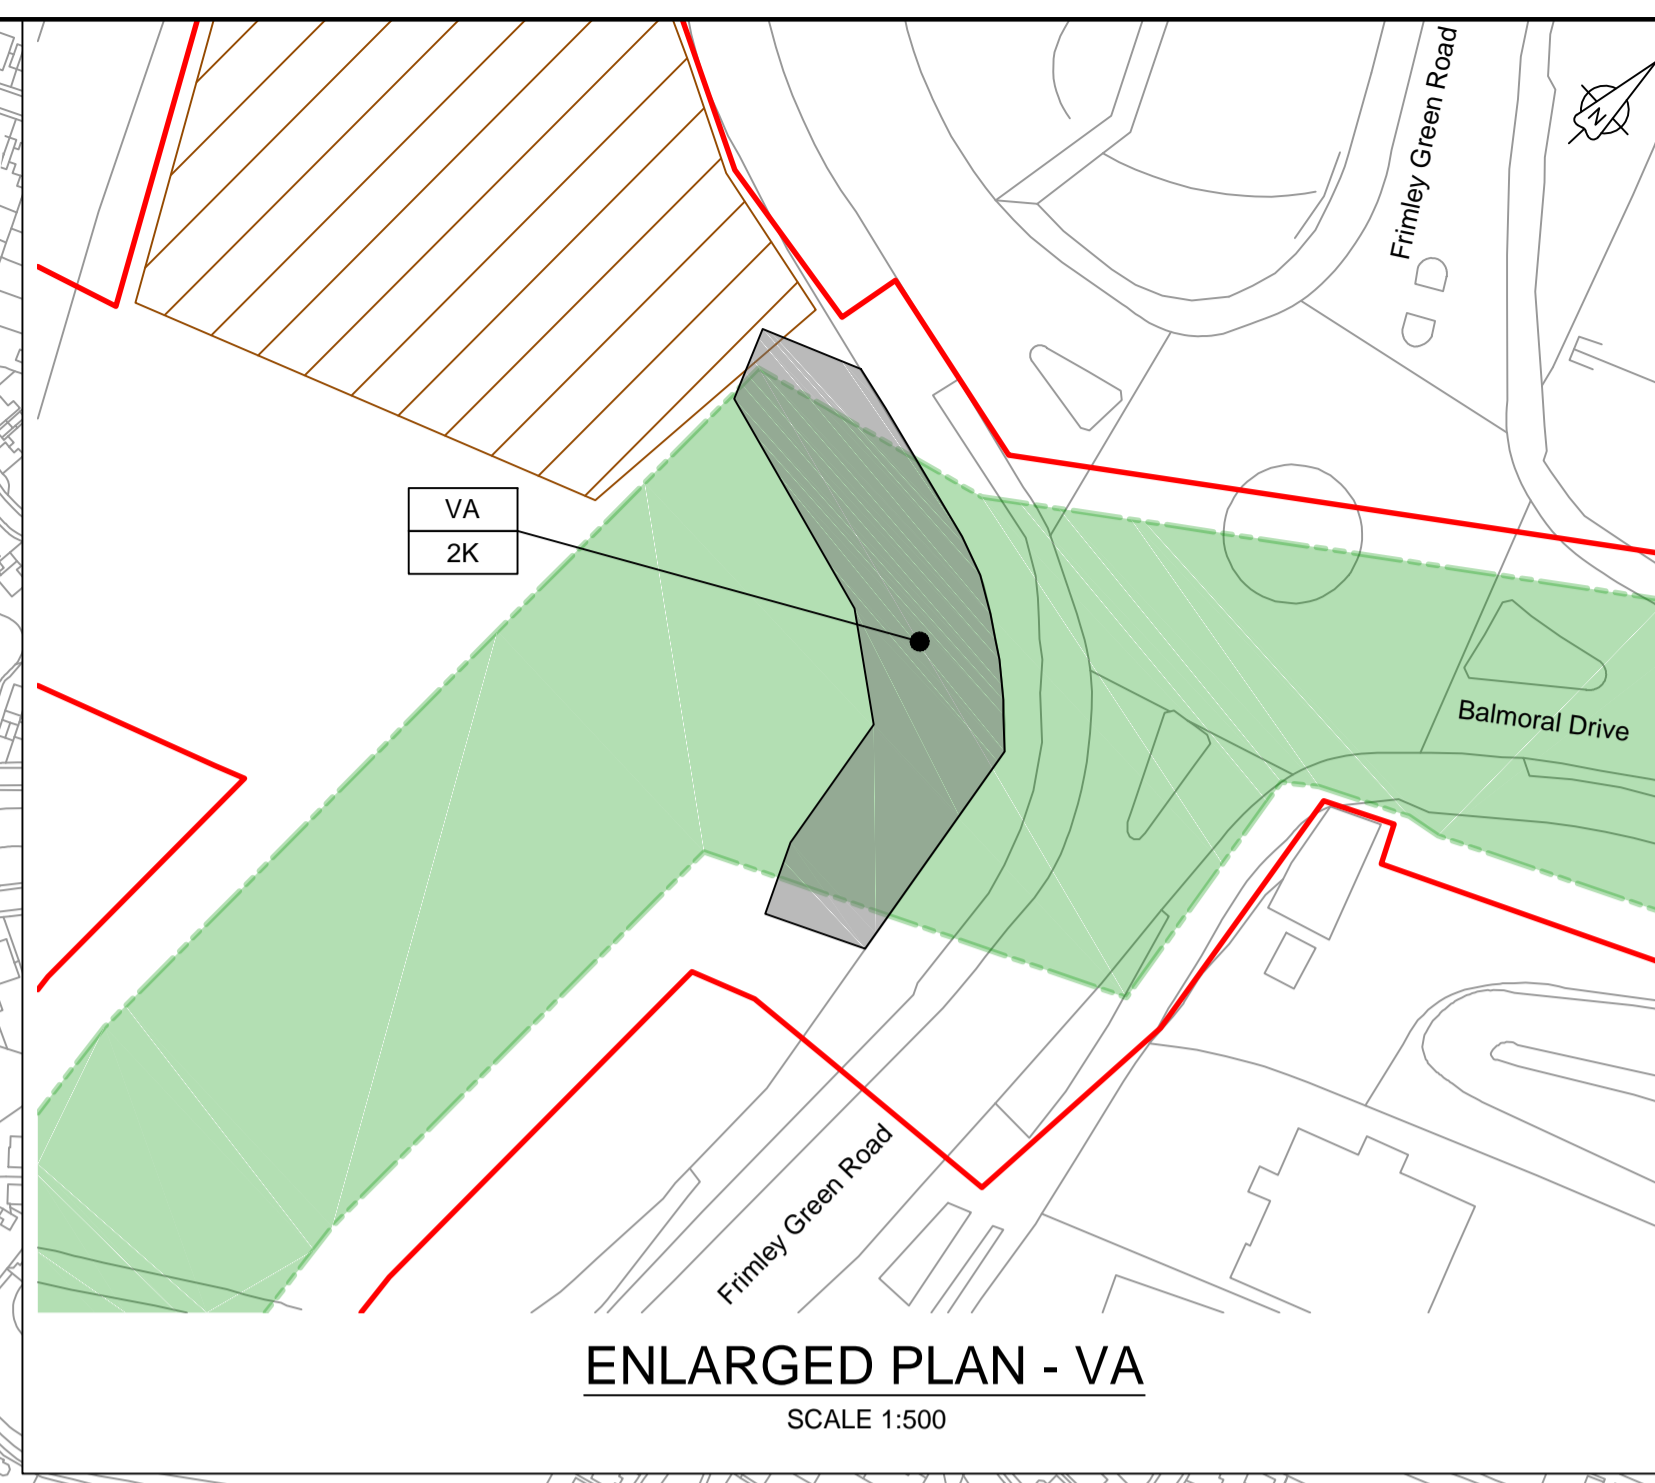 Frimley Green Road
N
VA
2K
Balmoral Drive
Frimley Green Road
ENLARGED PLAN - VA
SCALE 1:500